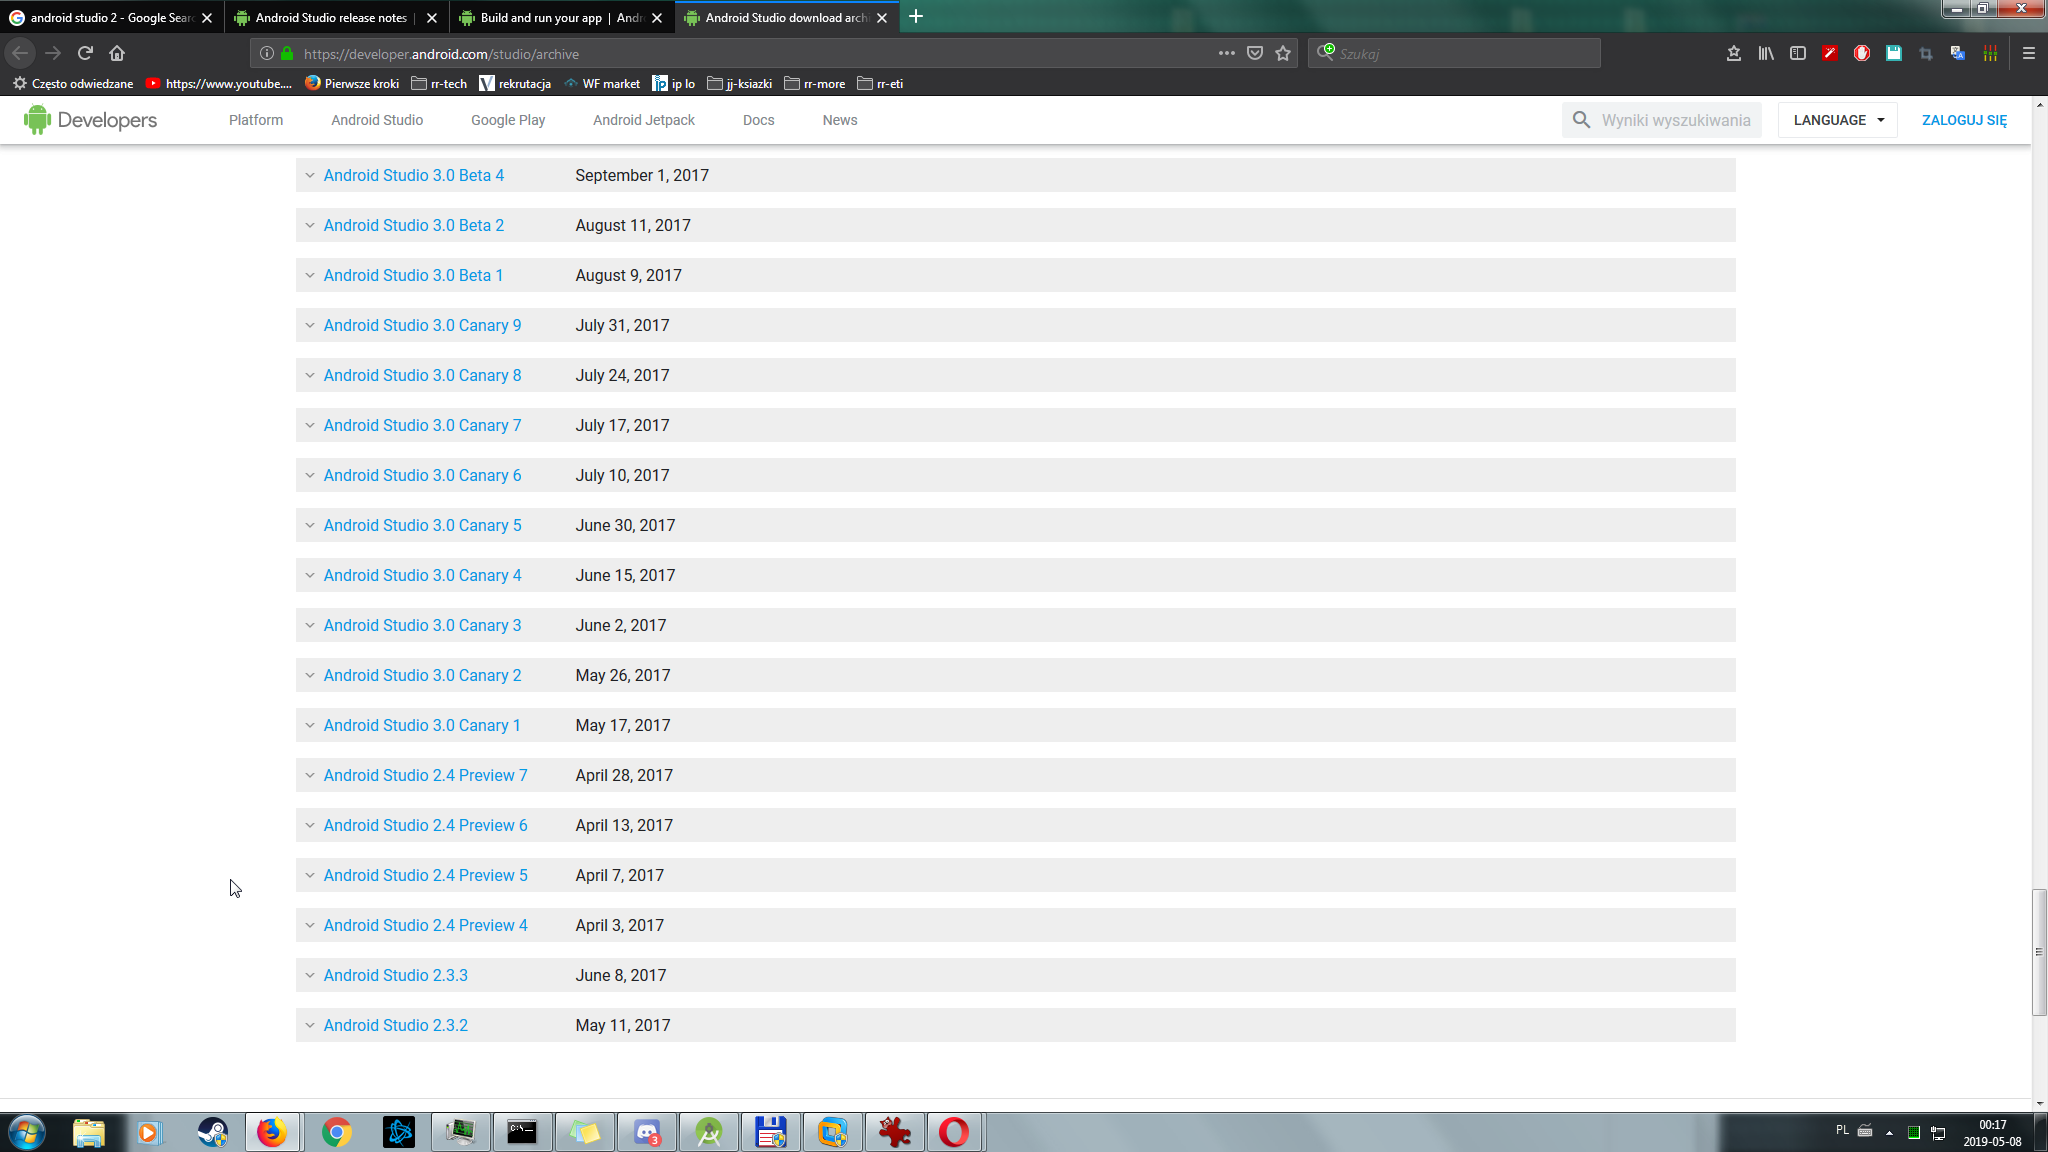 android studio 2 - Google Sear
Android Studio release notes |
Build and run your app | Andr
Android Studio download arch
https://developer.android.com/studio/archive
Szukaj
Często odwiedzane
https://www.youtube....
Pierwsze kroki
rr-tech
rekrutacja
WF market
ip lo
jj-ksiazki
rr-more
rr-eti
Developers
Platform
Android Studio
Google Play
Android Jetpack
Docs
News
Wyniki wyszukiwania
LANGUAGE
ZALOGUJ SIĘ
Android Studio 3.0 Beta 4 September 1, 2017
Android Studio 3.0 Beta 2 August 11, 2017
Android Studio 3.0 Beta 1 August 9, 2017
Android Studio 3.0 Canary 9 July 31, 2017
Android Studio 3.0 Canary 8 July 24, 2017
Android Studio 3.0 Canary 7 July 17, 2017
Android Studio 3.0 Canary 6 July 10, 2017
Android Studio 3.0 Canary 5 June 30, 2017
Android Studio 3.0 Canary 4 June 15, 2017
Android Studio 3.0 Canary 3 June 2, 2017
Android Studio 3.0 Canary 2 May 26, 2017
Android Studio 3.0 Canary 1 May 17, 2017
Android Studio 2.4 Preview 7 April 28, 2017
Android Studio 2.4 Preview 6 April 13, 2017
Android Studio 2.4 Preview 5 April 7, 2017
Android Studio 2.4 Preview 4 April 3, 2017
Android Studio 2.3.3 June 8, 2017
Android Studio 2.3.2 May 11, 2017
3
PL
00:17
2019-05-08